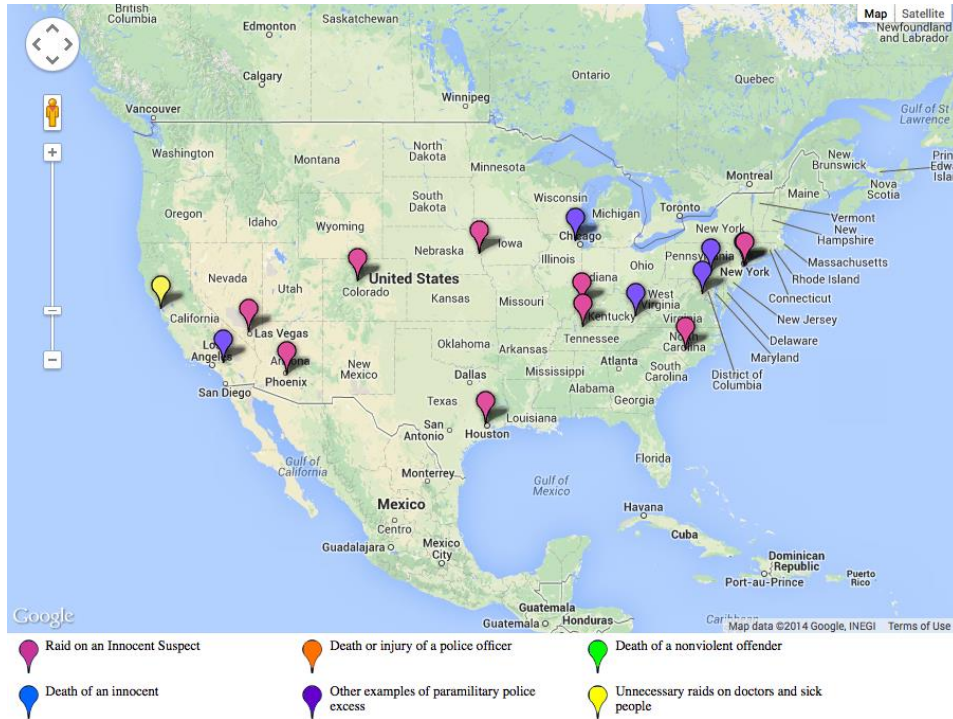 British
Columbia
Edmonton
Saskatchewan
Map
Satellite
Newfoundland
and Labrador
Calgary
Ontario
Quebec
Winnipeg
Gulf of St
Lawrence
Vancouver
Washington
Montana
North
Dakota
Minnesota
New
Brunswick
Montreal
Maine
Nova
Scotia
South
Dakota
Wisconsin
Michigan
Toronto
Vermont
New
Hampshire
Oregon
Idaho
Wyoming
New York
Chicago
Iowa
Nebraska
Illinois
Indiana
Ohio
Pennsylvania
Massachusetts
New York
Rhode Island
Nevada
Utah
Colorado
United States
Kansas
Missouri
West
Virginia
Connecticut
California
Las Vegas
Kentucky
Virginia
New Jersey
Los
Angeles
Arizona
New
Mexico
Oklahoma
Arkansas
Tennessee
North
Carolina
Delaware
Maryland
Phoenix
San Diego
Dallas
Mississippi
Atlanta
South
Carolina
District of
Columbia
Texas
Alabama
Georgia
San
Antonio
Louisiana
Houston
Gulf of
California
Monterrey
Florida
Gulf of
Mexico
Mexico
Havana
Cuba
Centro
Guadalajara
Mexico
City
Dominican
Republic
Port-au-Prince
Puerto
Rico
Guatemala
Honduras
Guatemala
Google
Map data ©2014 Google, INEGI
Terms of Use
Raid on an Innocent Suspect
Death or injury of a police officer
Death of a nonviolent offender
Death of an innocent
Other examples of paramilitary police
excess
Unnecessary raids on doctors and sick
people